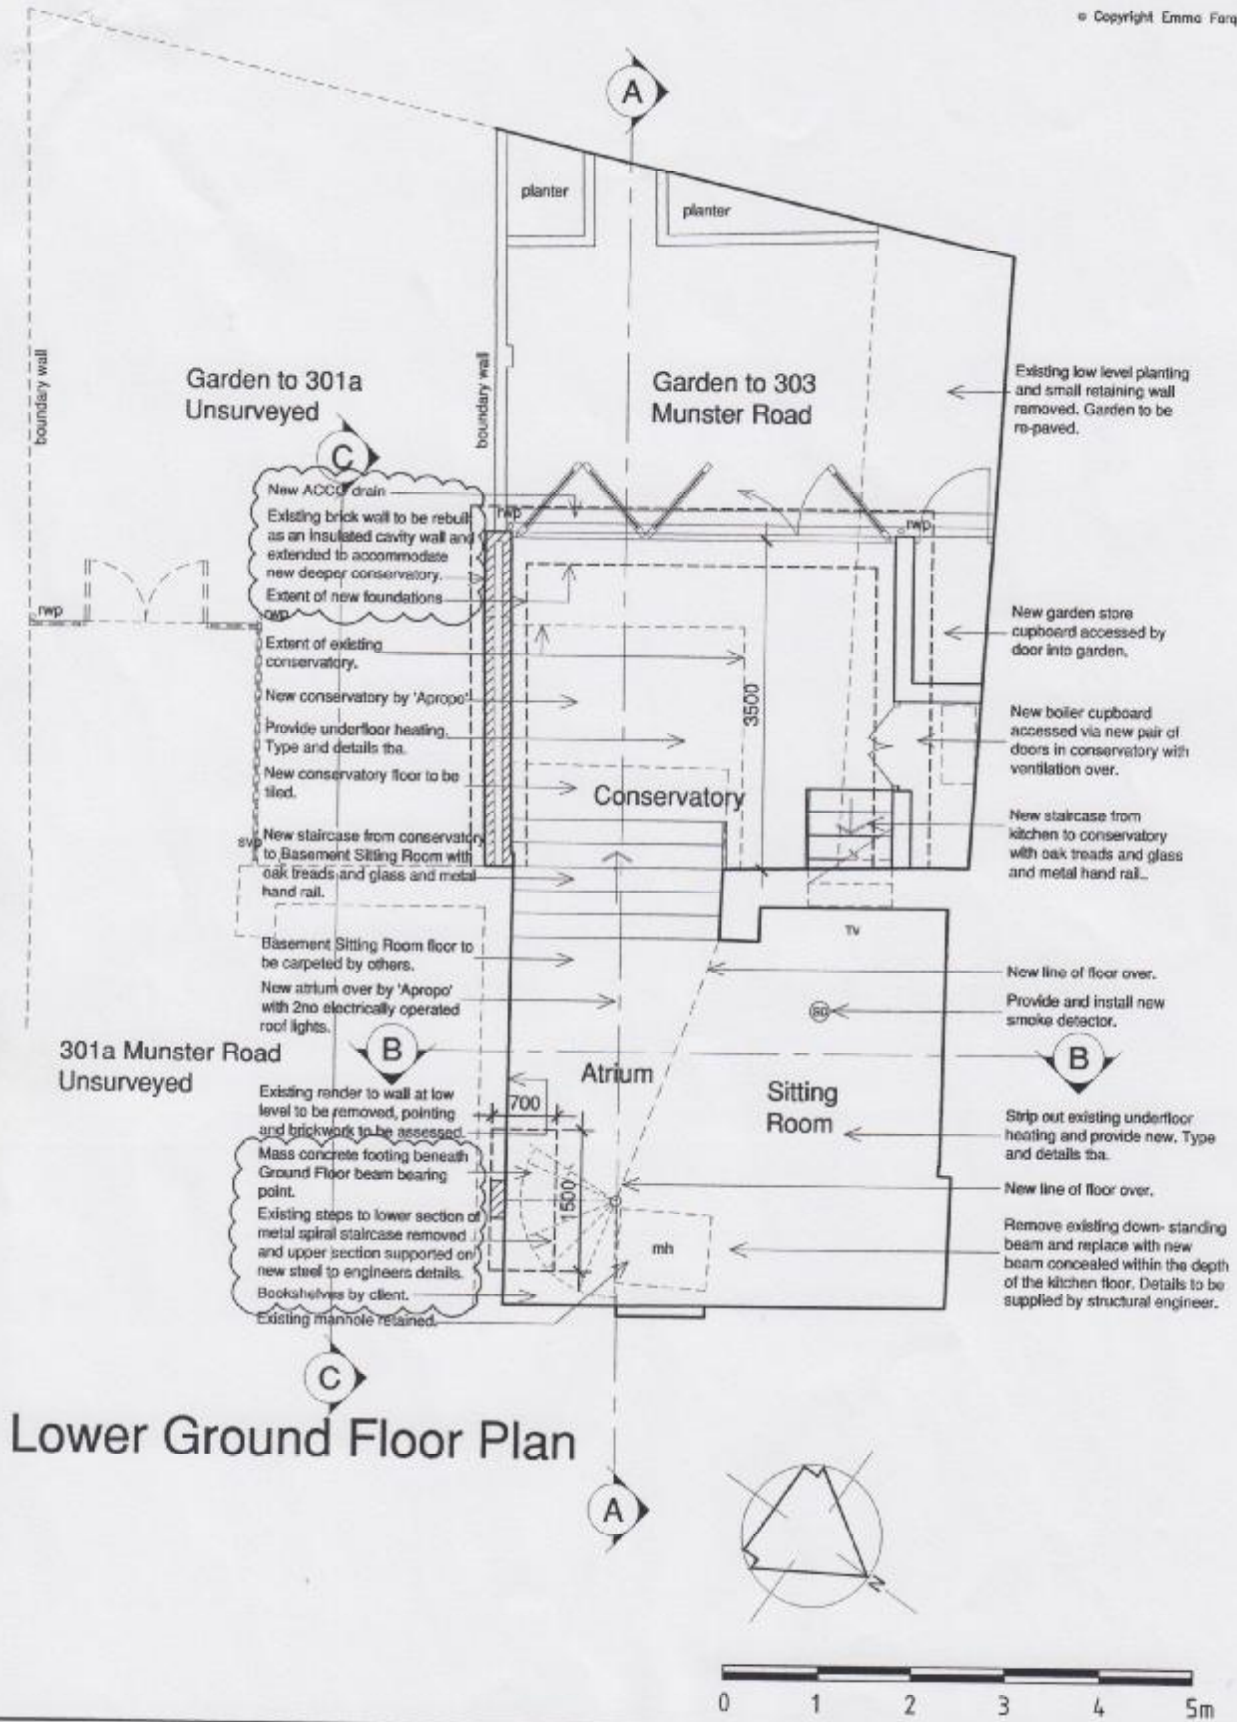 © Copyright Emma Farq
A
planter
planter
boundary wall
boundary wall
Garden to 301a
Unsurveyed
Garden to 303
Munster Road
Existing low level planting
and small retaining wall
removed. Garden to be
re-paved.
C
New ACCO drain
Existing brick wall to be rebuilt
as an insulated cavity wall and
extended to accommodate
new deeper conservatory.
Extent of new foundations
rwp
rwp
rwp
rwp
Extent of existing
conservatory.
New conservatory by 'Apropo'
Provide underfloor heating.
Type and details tba.
New conservatory floor to be
tiled.
3500
Conservatory
New garden store
cupboard accessed by
door into garden.
New boiler cupboard
accessed via new pair of
doors in conservatory with
ventilation over.
New staircase from
kitchen to conservatory
with oak treads and glass
and metal hand rail..
svp
New staircase from conservatory
to Basement Sitting Room with
oak treads and glass and metal
hand rail.
Basement Sitting Room floor to
be carpeted by others.
New atrium over by 'Apropo'
with 2no electrically operated
roof lights.
TV
New line of floor over.
SD
Provide and install new
smoke detector.
301a Munster Road
Unsurveyed
B
B
Atrium
Sitting
Room
Existing render to wall at low
level to be removed, pointing
and brickwork to be assessed.
700
Mass concrete footing beneath
Ground Floor beam bearing
point.
Existing steps to lower section of
metal spiral staircase removed
and upper section supported on
new steel to engineers details.
Bookshelves by client.
Existing manhole retained.
1500
mh
Strip out existing underfloor
heating and provide new. Type
and details tba.
New line of floor over.
Remove existing down- standing
beam and replace with new
beam concealed within the depth
of the kitchen floor. Details to be
supplied by structural engineer.
C
Lower Ground Floor Plan
A
N
0 1 2 3 4 5m